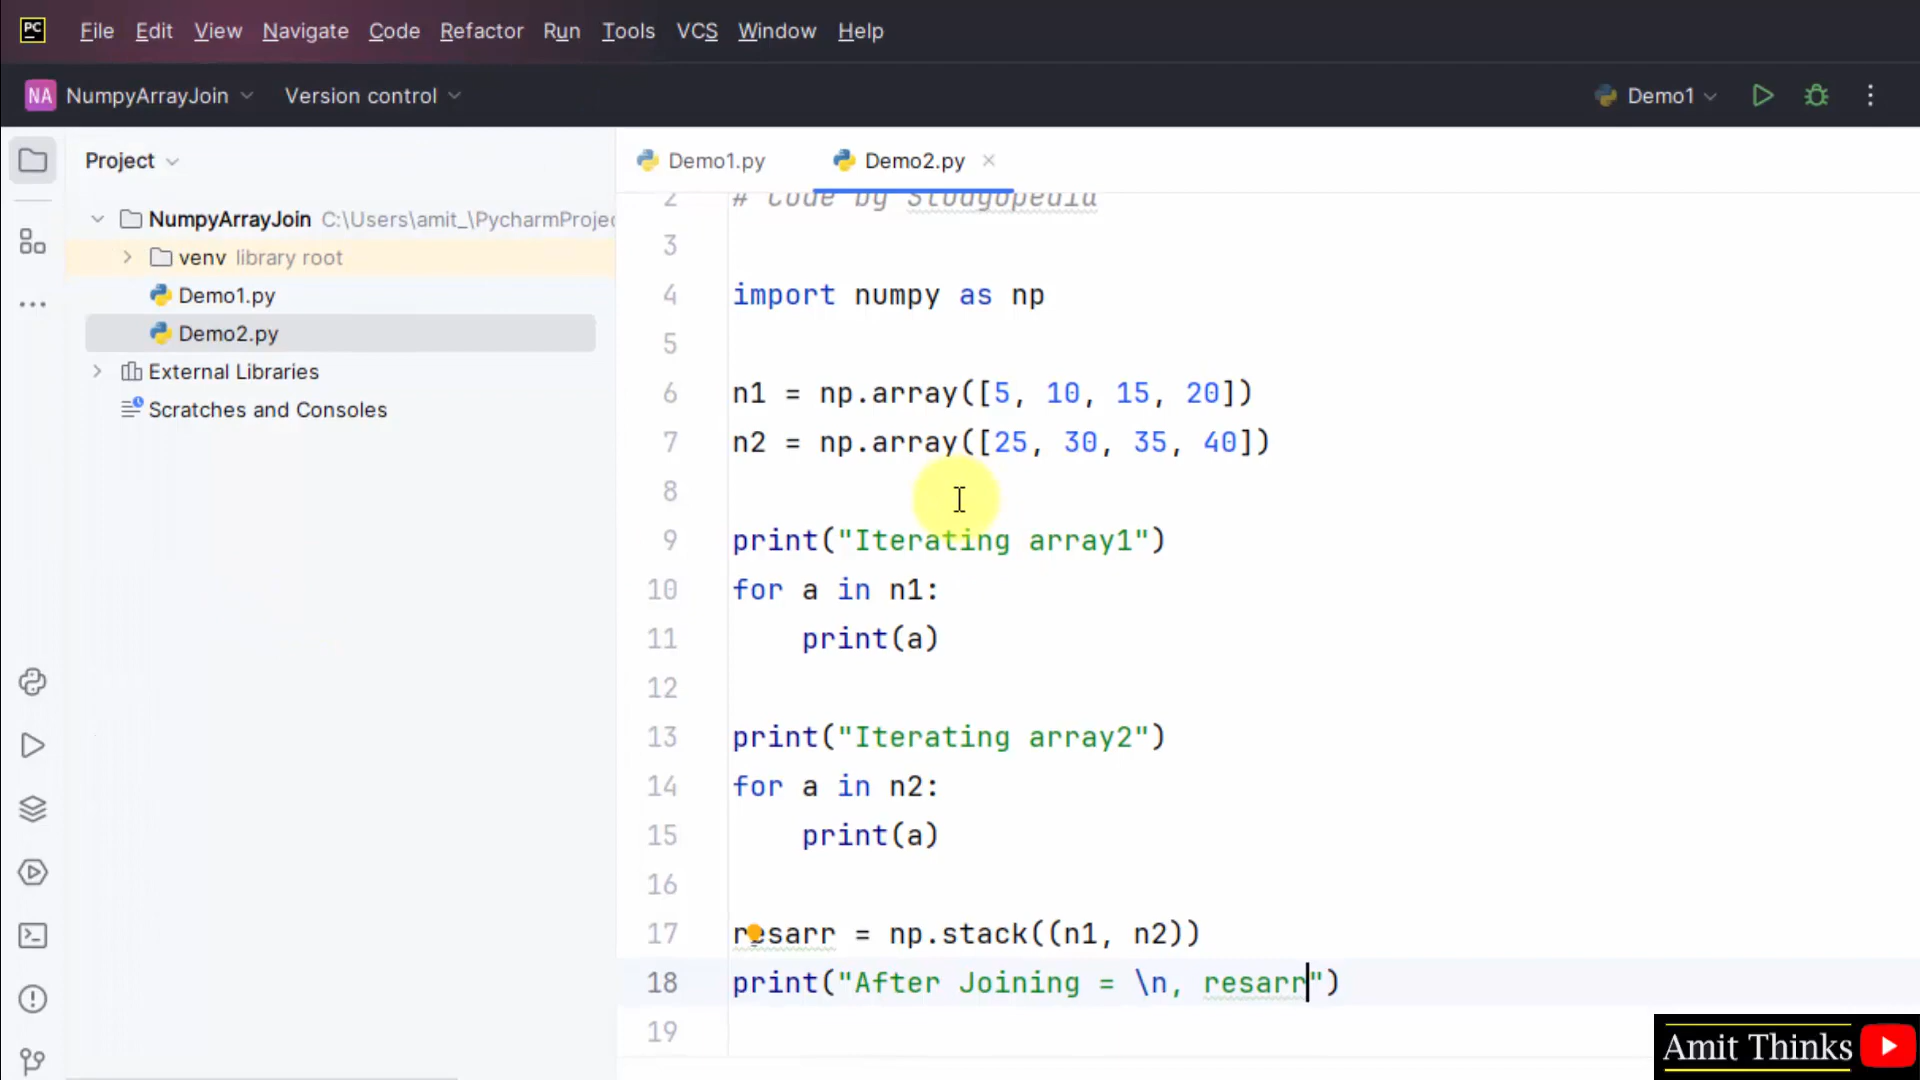 PC File Edit View Navigate Code Refactor Run Tools VCS Window Help
NA NumpyArrayJoin Version control Demo1
Project
Demo1.py Demo2.py
NumpyArrayJoin C:\Users\amit_\PycharmProjec
venv library root
Demo1.py
Demo2.py
External Libraries
Scratches and Consoles
2 # Code by Studyopedia
3
4 import numpy as np
5
6 n1 = np.array([5, 10, 15, 20])
7 n2 = np.array([25, 30, 35, 40])
8
9 print("Iterating array1")
10 for a in n1:
11 print(a)
12
13 print("Iterating array2")
14 for a in n2:
15 print(a)
16
17 resarr = np.stack((n1, n2))
18 print("After Joining = \n, resarr")
19
Amit Thinks